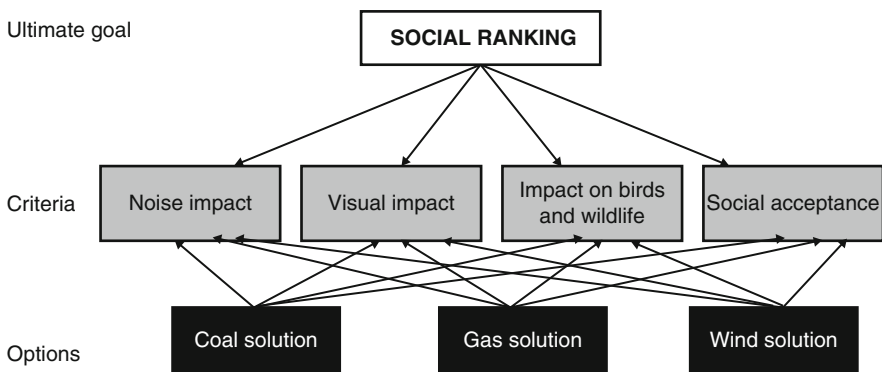 Ultimate goal
SOCIAL RANKING
Criteria
Noise impact
Visual impact
Impact on birds
and wildlife
Social acceptance
Options
Coal solution
Gas solution
Wind solution